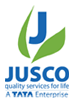 J
JUSCO
quality services for life
A TATA Enterprise